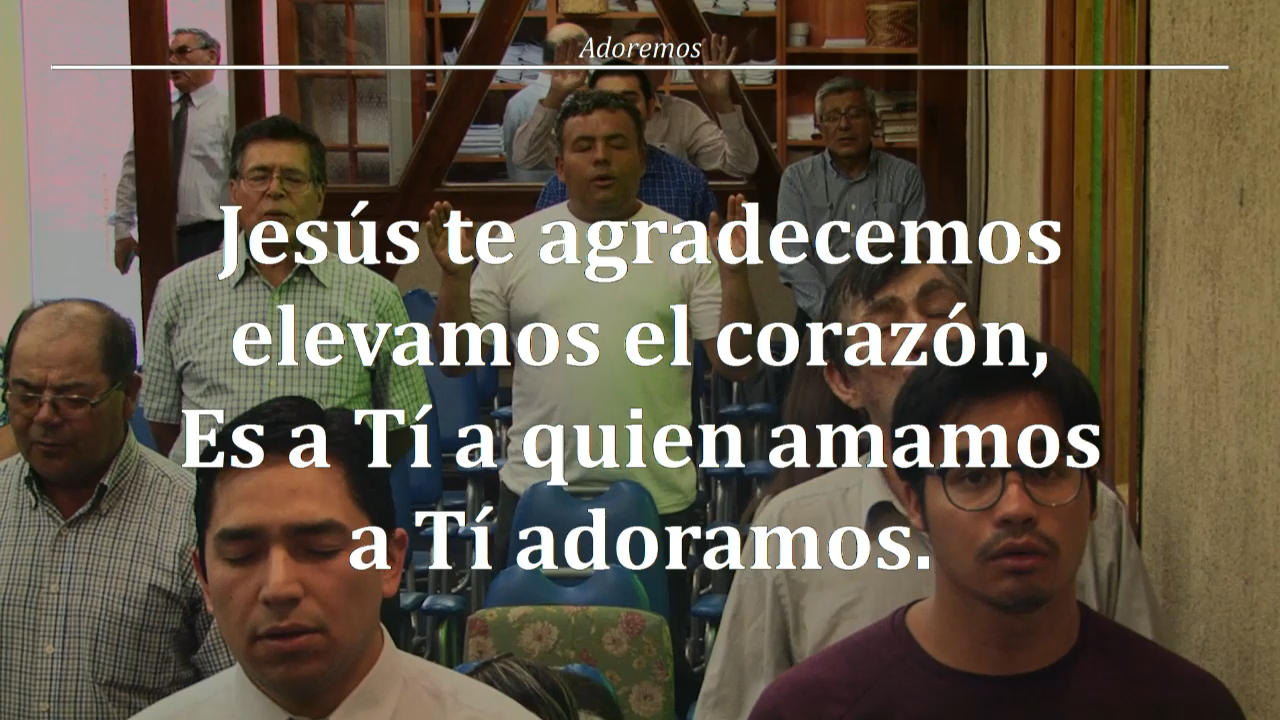 Adoremos
Jesús te agradecemos
elevamos el corazón,
Es a Tí a quien amamos
a Tí adoramos.